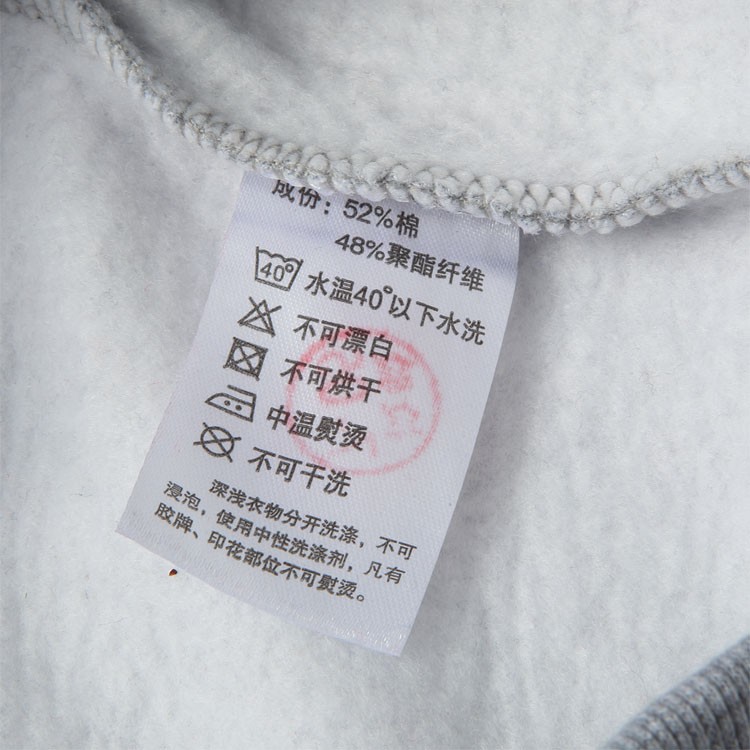 成份：52%棉
48%聚酯纤维
40° 水温40°以下水洗
不可漂白
不可烘干
中温熨烫
不可干洗
深浅衣物分开洗涤，不可
浸泡，使用中性洗涤剂，凡有
胶牌、印花部位不可熨烫。